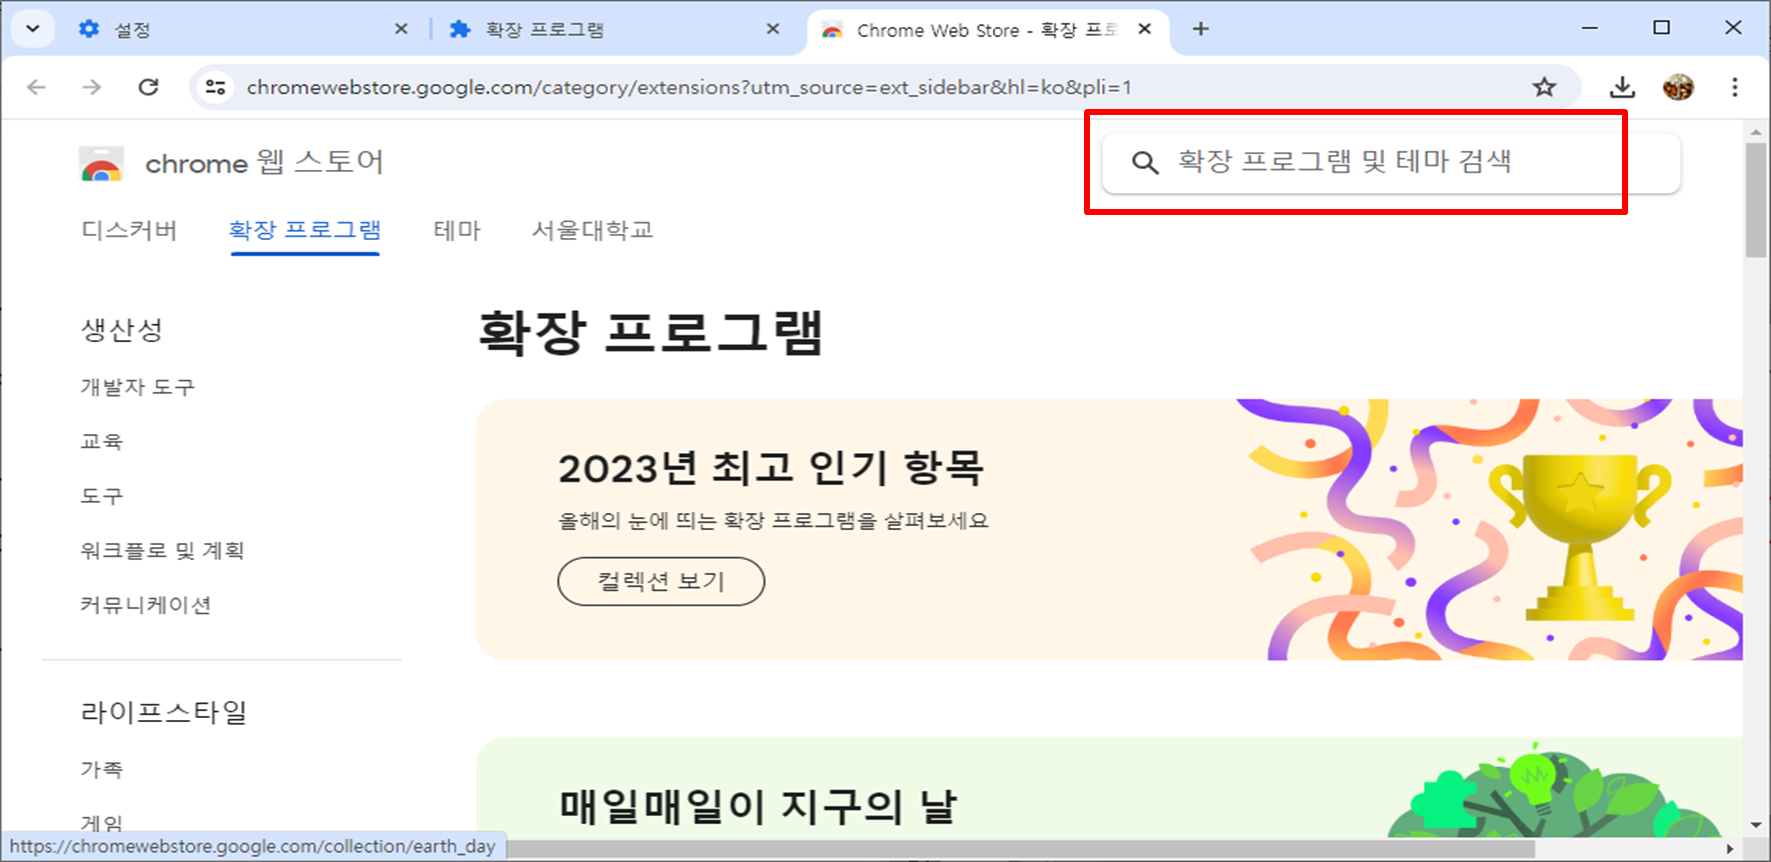 설정
확장 프로그램
Chrome Web Store - 확장 프로
chromewebstore.google.com/category/extensions?utm_source=ext_sidebar&hl=ko&pli=1
chrome 웹 스토어
확장 프로그램 및 테마 검색
디스커버
확장 프로그램
테마
서울대학교
생산성
개발자 도구
교육
도구
워크플로 및 계획
커뮤니케이션
라이프스타일
가족
게임
확장 프로그램
2023년 최고 인기 항목
올해의 눈에 띄는 확장 프로그램을 살펴보세요
컬렉션 보기
매일매일이 지구의 날
https://chromewebstore.google.com/collection/earth_day